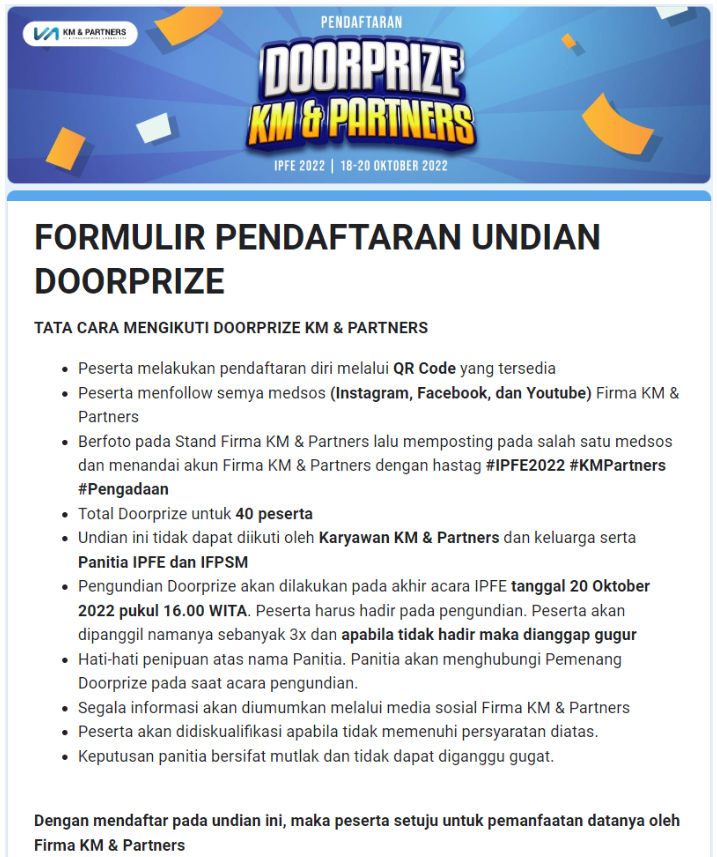 PENDAFTARAN
KM & PARTNERS
DOORPRIZE
KM & PARTNERS
IPFE 2022 | 18-20 OKTOBER 2022
FORMULIR PENDAFTARAN UNDIAN
DOORPRIZE
TATA CARA MENGIKUTI DOORPRIZE KM & PARTNERS
• Peserta melakukan pendaftaran diri melalui QR Code yang tersedia
• Peserta menfollow semya medsos (Instagram, Facebook, dan Youtube) Firma KM &
Partners
• Berfoto pada Stand Firma KM & Partners lalu memposting pada salah satu medsos
dan menandai akun Firma KM & Partners dengan hastag #IPFE2022 #KMPartners
#Pengadaan
• Total Doorprize untuk 40 peserta
• Undian ini tidak dapat diikuti oleh Karyawan KM & Partners dan keluarga serta
Panitia IPFE dan IFPSM
• Pengundian Doorprize akan dilakukan pada akhir acara IPFE tanggal 20 Oktober
2022 pukul 16.00 WITA. Peserta harus hadir pada pengundian. Peserta akan
dipanggil namanya sebanyak 3x dan apabila tidak hadir maka dianggap gugur
• Hati-hati penipuan atas nama Panitia. Panitia akan menghubungi Pemenang
Doorprize pada saat acara pengundian.
• Segala informasi akan diumumkan melalui media sosial Firma KM & Partners
• Peserta akan didiskualifikasi apabila tidak memenuhi persyaratan diatas.
• Keputusan panitia bersifat mutlak dan tidak dapat diganggu gugat.
Dengan mendaftar pada undian ini, maka peserta setuju untuk pemanfaatan datanya oleh
Firma KM & Partners